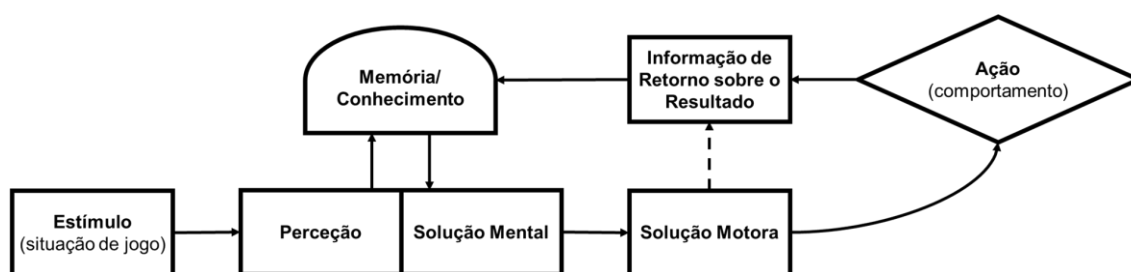 Memória/
Conhecimento
Informação de
Retorno sobre o
Resultado
Ação
(comportamento)
Estímulo
(situação de jogo)
Perceção
Solução Mental
Solução Motora